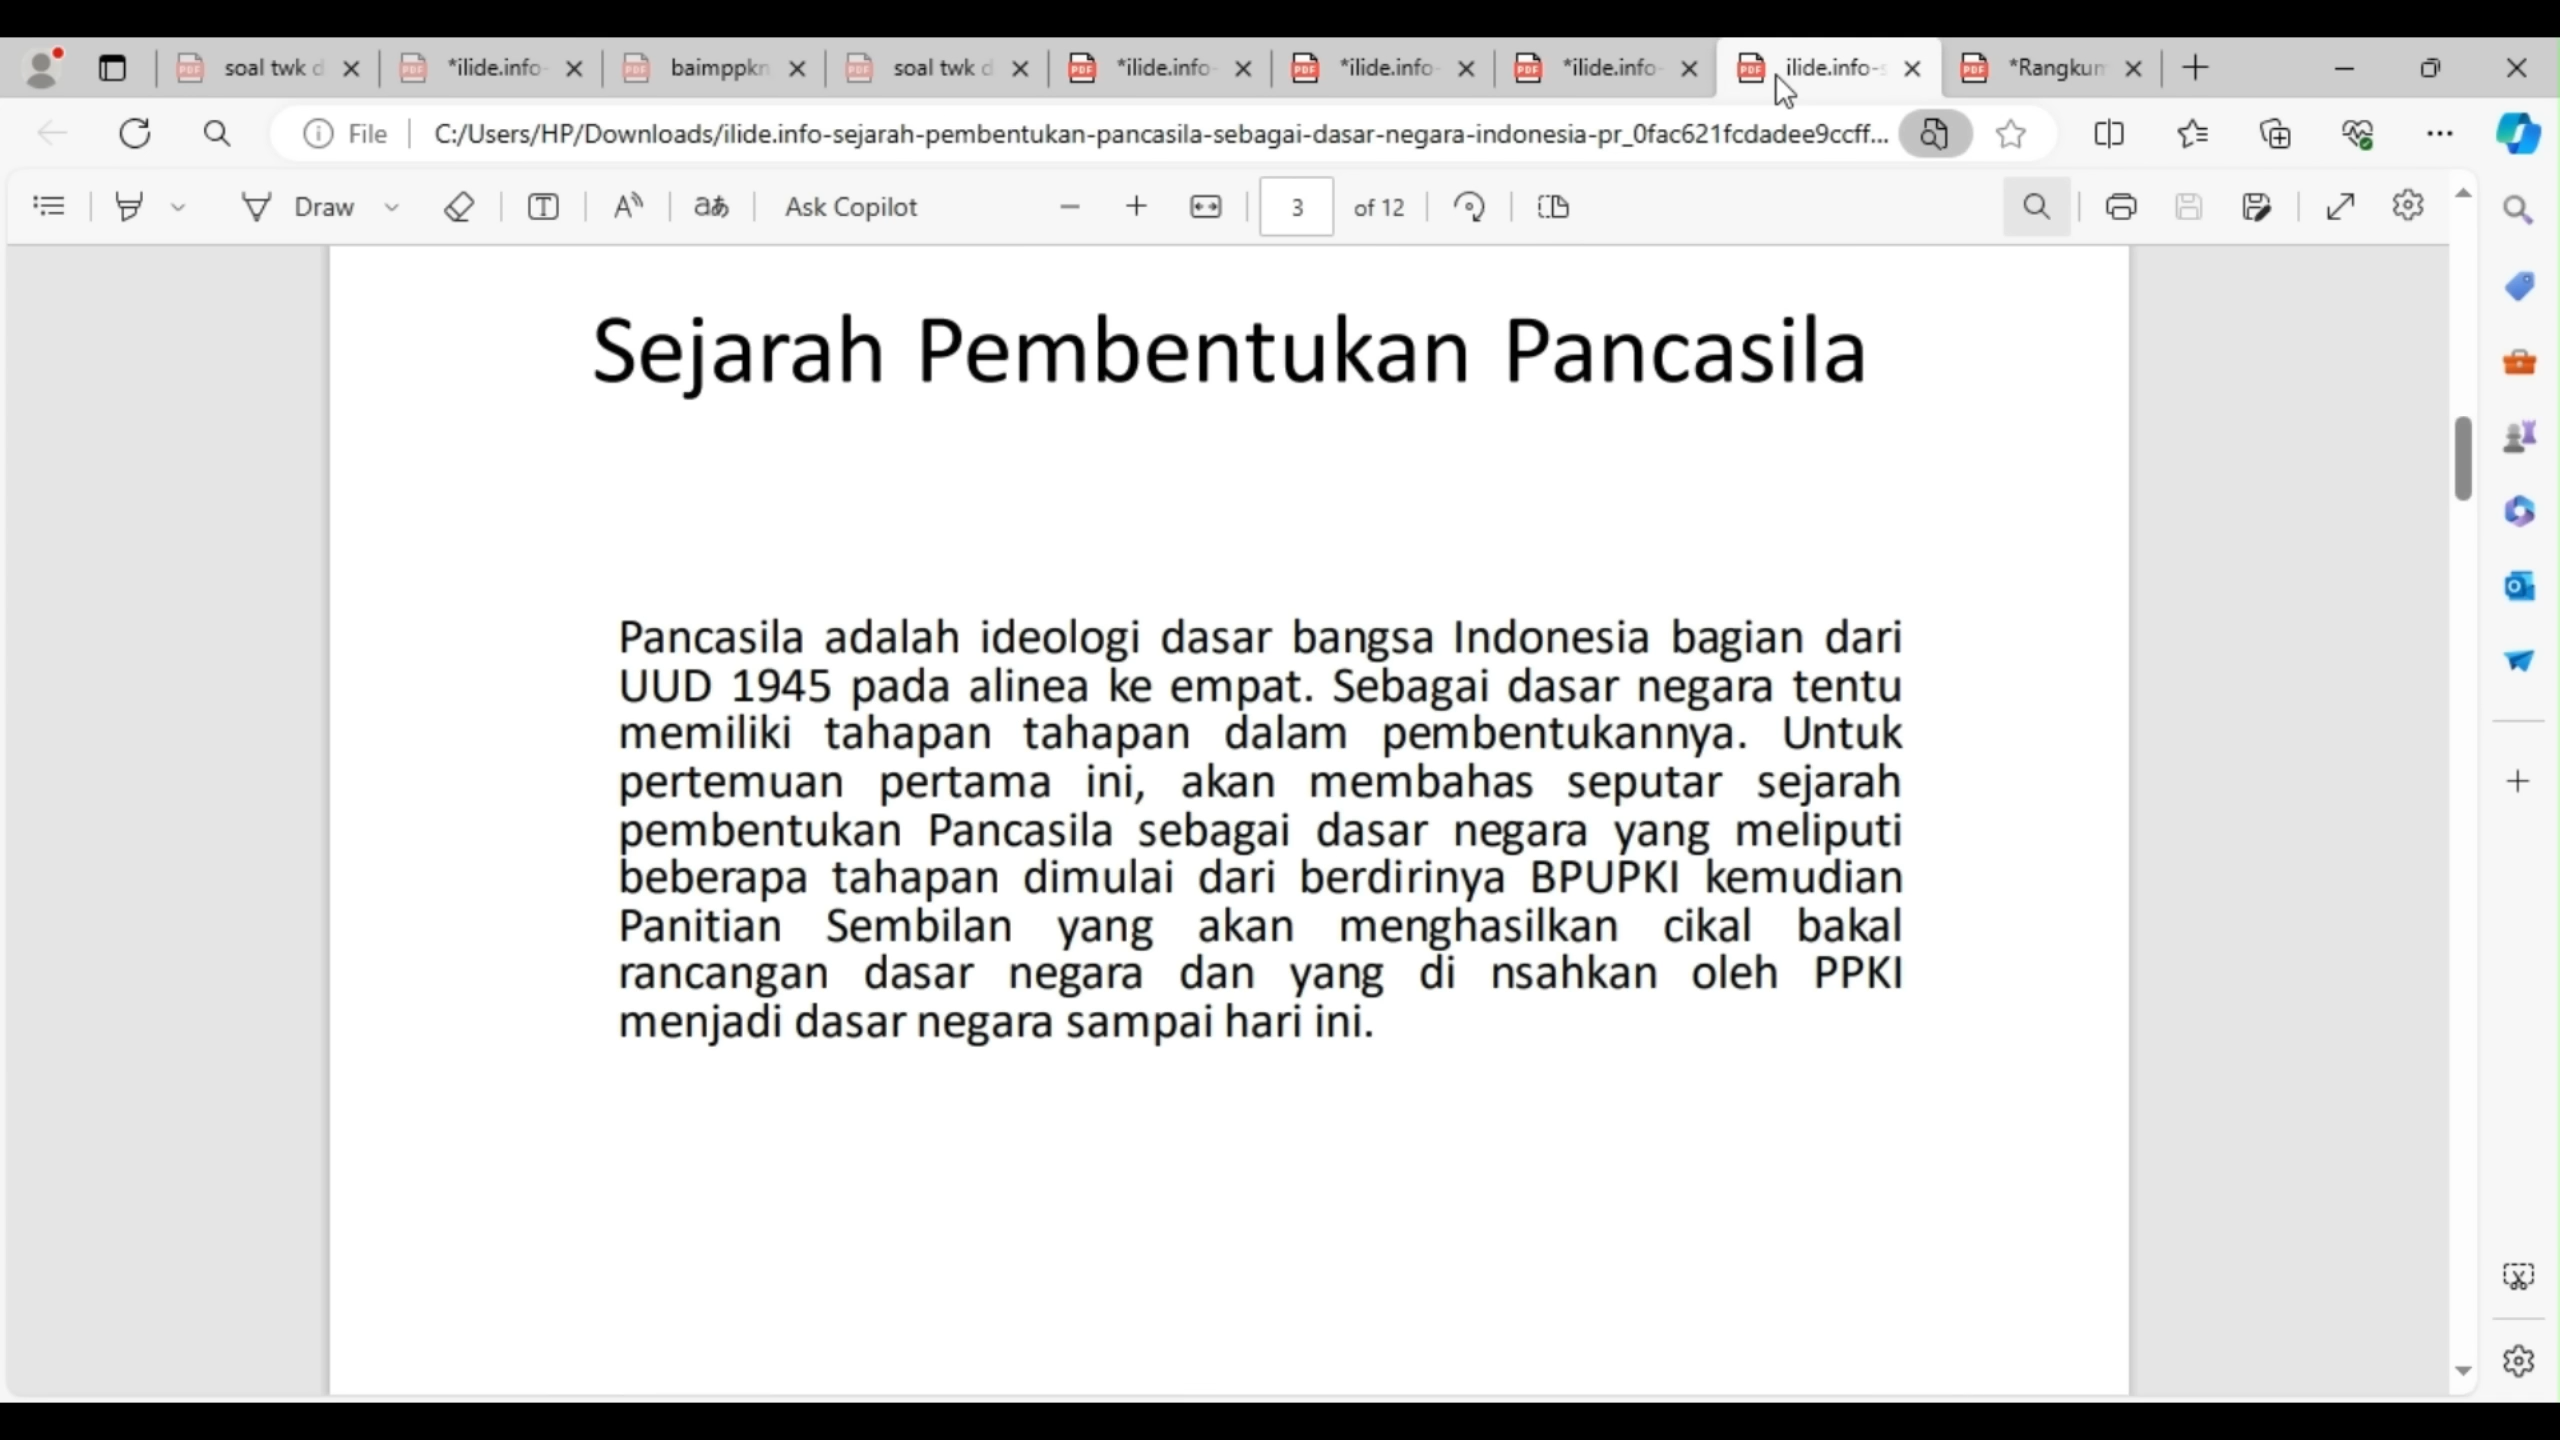 soal twk d
*ilide.info-
baimppkn
soal twk d
*ilide.info-
*ilide.info-
*ilide.info-
ilide.info-s
*Rangkum
File
C:/Users/HP/Downloads/ilide.info-sejarah-pembentukan-pancasila-sebagai-dasar-negara-indonesia-pr_0fac621fcdadee9ccff...
Draw
Ask Copilot
3
of 12
Sejarah Pembentukan Pancasila
Pancasila adalah ideologi dasar bangsa Indonesia bagian dari
UUD 1945 pada alinea ke empat. Sebagai dasar negara tentu
memiliki tahapan tahapan dalam pembentukannya. Untuk
pertemuan pertama ini, akan membahas seputar sejarah
pembentukan Pancasila sebagai dasar negara yang meliputi
beberapa tahapan dimulai dari berdirinya BPUPKI kemudian
Panitian Sembilan yang akan menghasilkan cikal bakal
rancangan dasar negara dan yang di nsahkan oleh PPKI
menjadi dasar negara sampai hari ini.